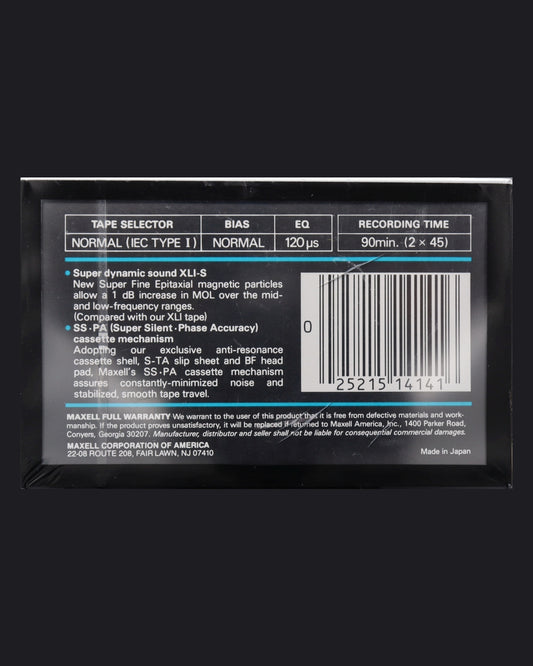 TAPE SELECTOR BIAS EQ RECORDING TIME
NORMAL (IEC TYPE I) NORMAL 120 µs 90min. (2 × 45)
• Super dynamic sound XLI-S
New Super Fine Epitaxial magnetic particles
allow a 1 dB increase in MOL over the mid-
and low-frequency ranges.
(Compared with our XLI tape)
• SS·PA (Super Silent·Phase Accuracy)
cassette mechanism
Adopting our exclusive anti-resonance
cassette shell, S-TA slip sheet and BF head
pad, Maxell's SS·PA cassette mechanism
assures constantly-minimized noise and
stabilized, smooth tape travel.
0 25215 14141
MAXELL FULL WARRANTY We warrant to the user of this product that it is free from defective materials and work-
manship. If the product proves unsatisfactory, it will be replaced if returned to Maxell America, Inc., 1400 Parker Road,
Conyers, Georgia 30207. Manufacturer, distributor and seller shall not be liable for consequential commercial damages.
MAXELL CORPORATION OF AMERICA
22-08 ROUTE 208, FAIR LAWN, NJ 07410
Made in Japan